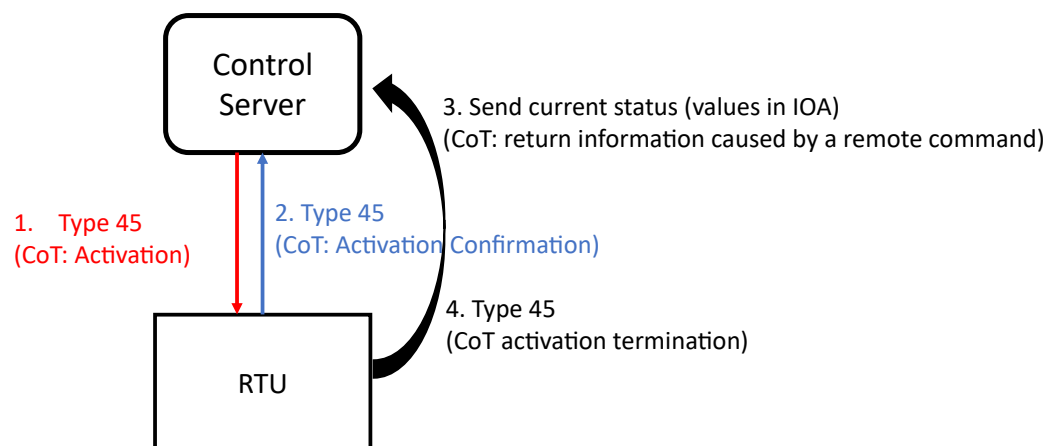 Control
Server
3. Send current status (values in IOA)
(CoT: return information caused by a remote command)
1. Type 45
(CoT: Activation)
2. Type 45
(CoT: Activation Confirmation)
4. Type 45
(CoT activation termination)
RTU